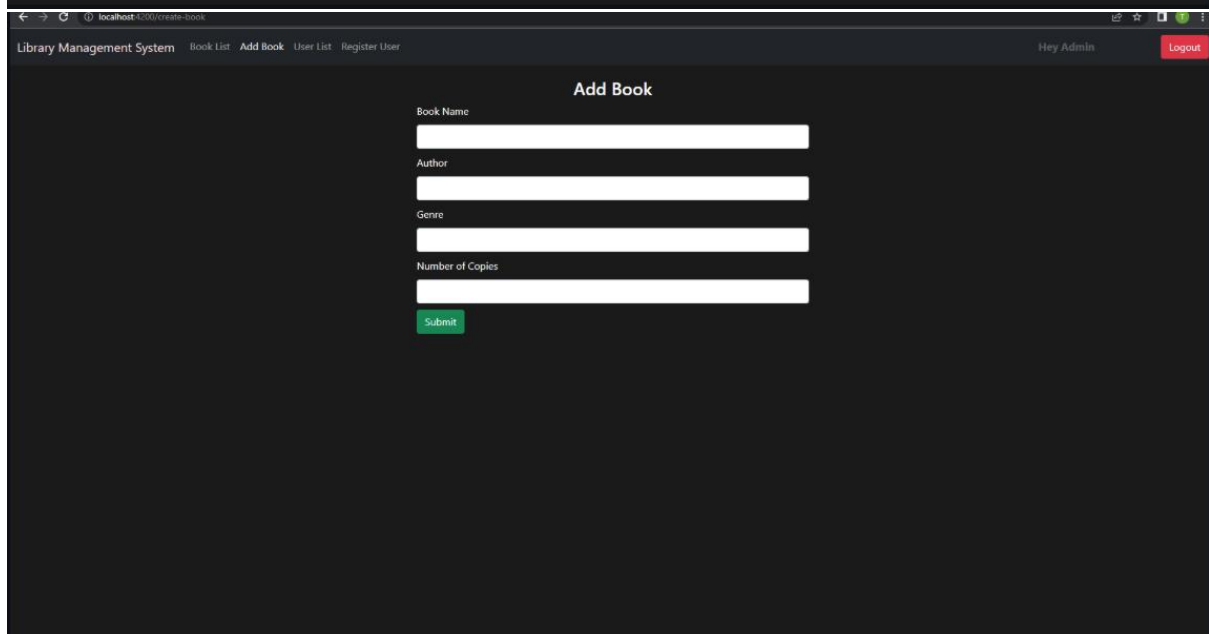 localhost:4200/create-book
T
Library Management System Book List Add Book User List Register User Hey Admin Logout
Add Book
Book Name
Author
Genre
Number of Copies
Submit